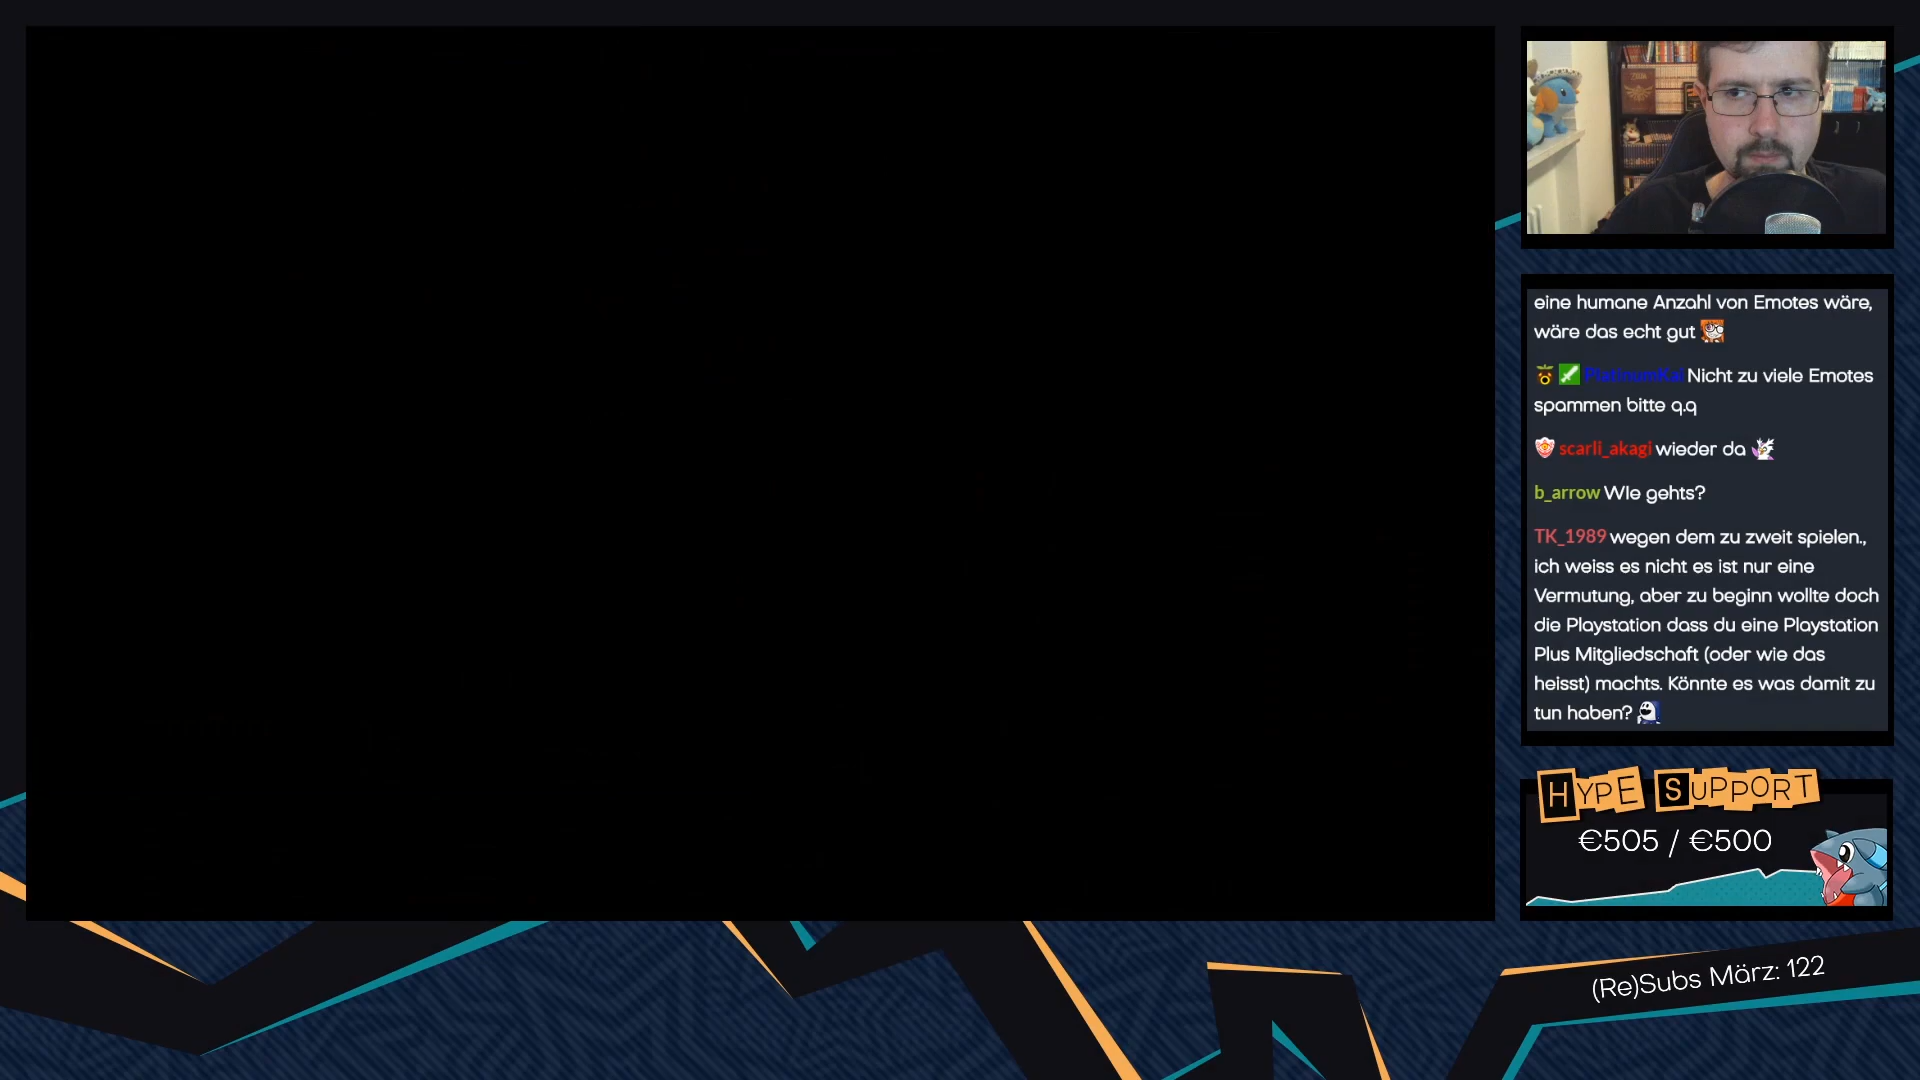 eine humane Anzahl von Emotes wäre,
wäre das echt gut
PlatinumKai Nicht zu viele Emotes
spammen bitte q.q
scarli_akagi wieder da
b_arrow WIe gehts?
TK_1989 wegen dem zu zweit spielen.,
ich weiss es nicht es ist nur eine
Vermutung, aber zu beginn wollte doch
die Playstation dass du eine Playstation
Plus Mitgliedschaft (oder wie das
heisst) machts. Könnte es was damit zu
tun haben?
HYPE SUPPORT
€505 / €500
(Re)Subs März: 122